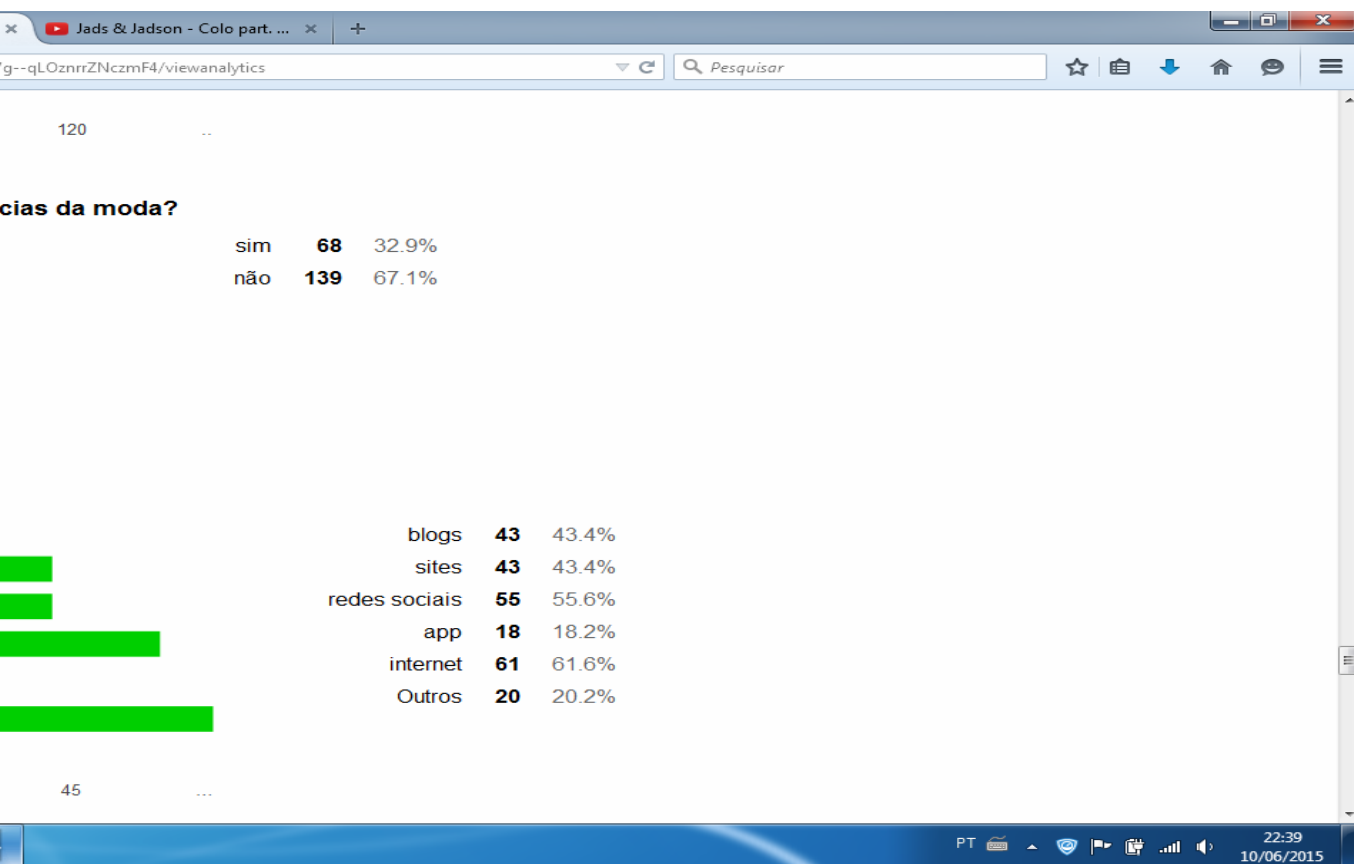 Jads & Jadson - Colo part. ...
g--qLOznrrZNczmF4/viewanalytics
Pesquisar
120 ..
cias da moda?
sim 68 32.9%
não 139 67.1%
blogs 43 43.4%
sites 43 43.4%
redes sociais 55 55.6%
app 18 18.2%
internet 61 61.6%
Outros 20 20.2%
45 ...
PT
22:39
10/06/2015